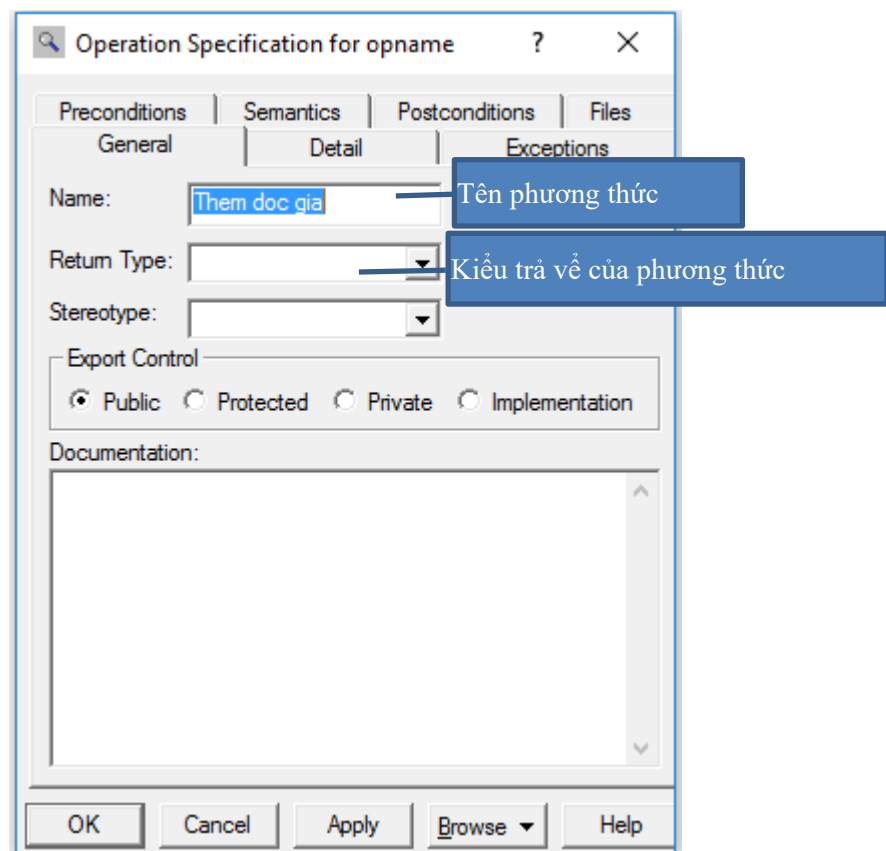 Operation Specification for opname ? ×
Preconditions Semantics Postconditions Files
General Detail Exceptions
Name: Them doc gia Tên phương thức
Return Type: Kiểu trả về của phương thức
Stereotype:
Export Control
Public Protected Private Implementation
Documentation:
OK Cancel Apply Browse Help